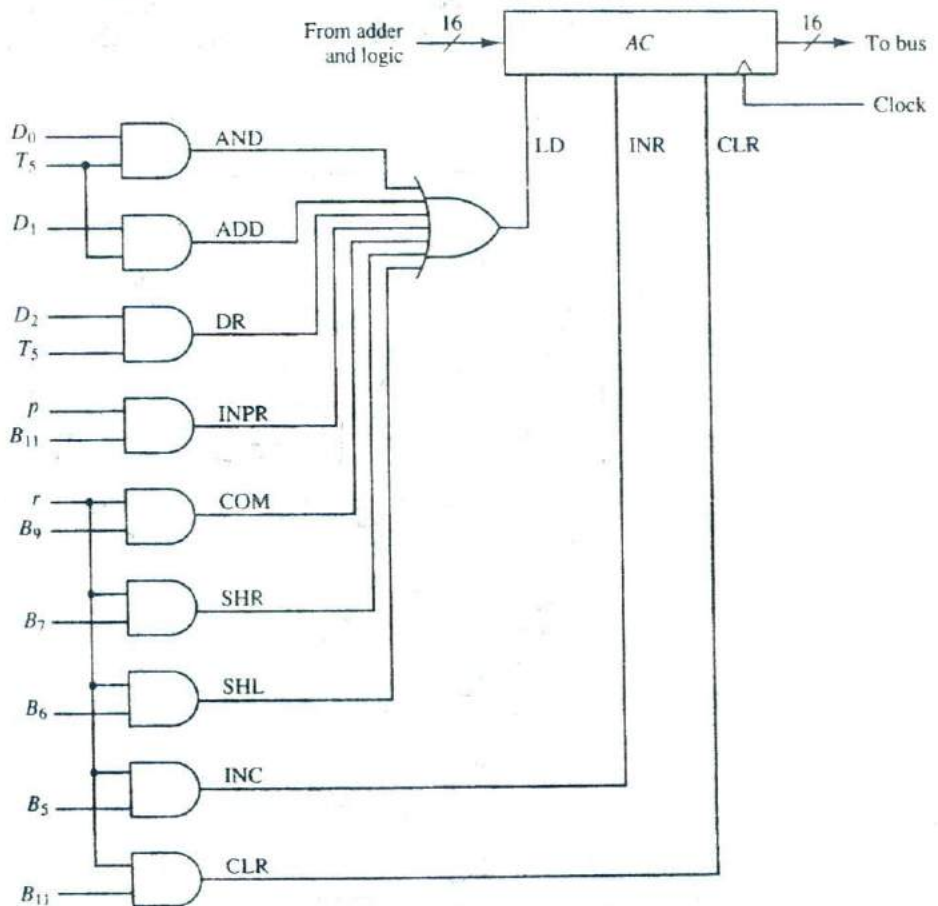 16
16
From adder
and logic
AC
To bus
Clock
LD
INR
CLR
D₀
T₅
AND
D₁
ADD
D₂
T₅
DR
p
B₁₁
INPR
r
B₉
COM
B₇
SHR
B₆
SHL
B₅
INC
B₁₁
CLR